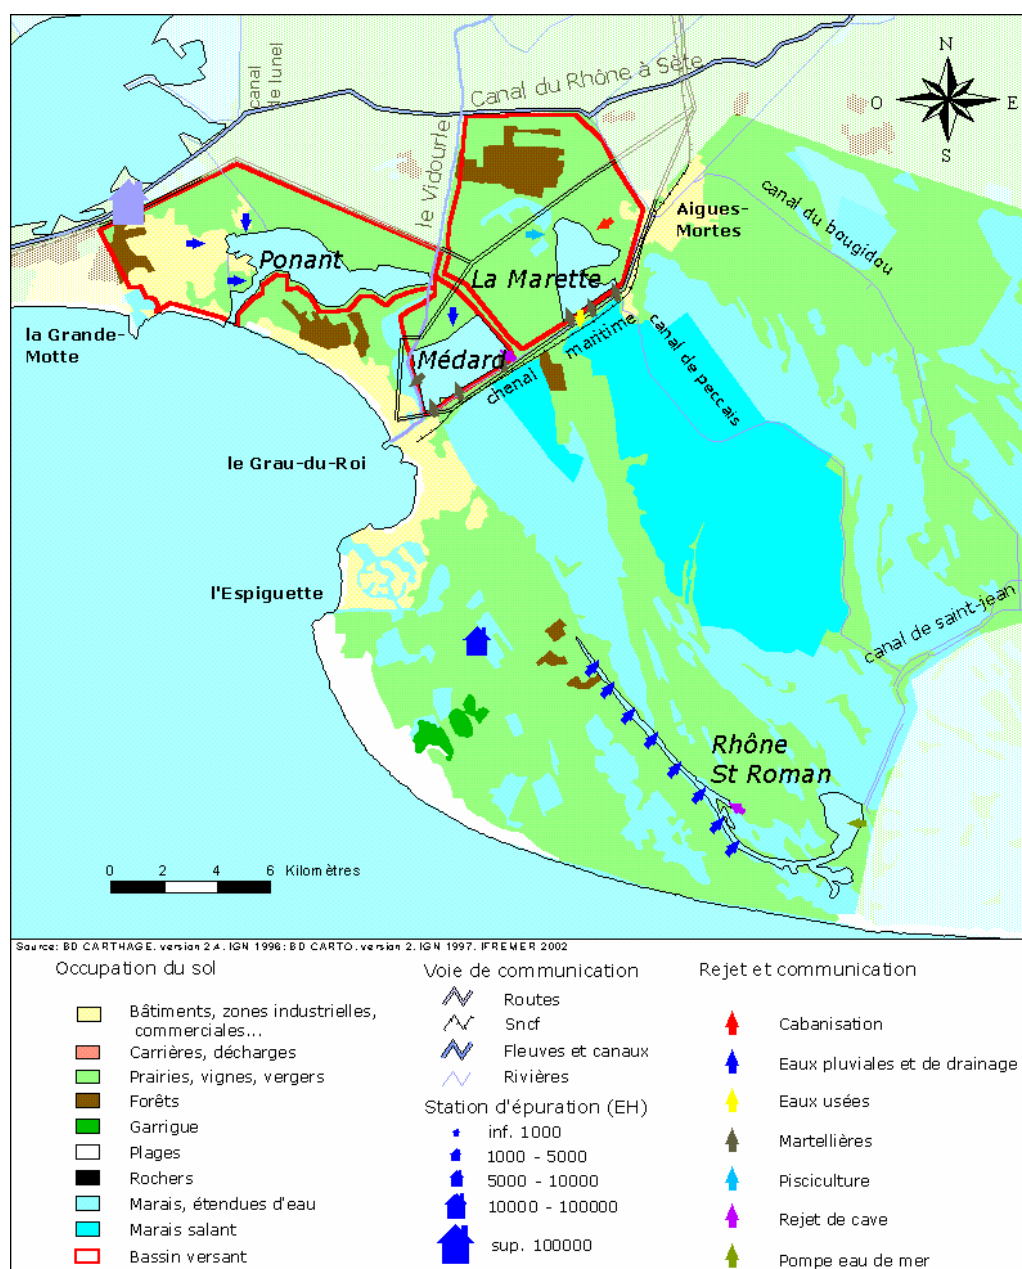 N
O
E
S
canal
de lunel
le Vidourle
Canal du Rhône à Sète
Aigues-
Mortes
canal du bougidou
Ponant
La Marette
la Grande-
Motte
Médard
chenal maritime
canal de peccais
le Grau-du-Roi
l'Espiguette
canal de saint-jean
Rhône
St Roman
0 2 4 6 Kilomètres
Source: BD CARTHAGE, version 2.4, IGN 1996; BD CARTO, version 2, IGN 1997, IFREMER 2002
Occupation du sol
Bâtiments, zones industrielles,
commerciales...
Carrières, décharges
Prairies, vignes, vergers
Forêts
Garrigue
Plages
Rochers
Marais, étendues d'eau
Marais salant
Bassin versant
Voie de communication
Routes
Sncf
Fleuves et canaux
Rivières
Station d'épuration (EH)
inf. 1000
1000 - 5000
5000 - 10000
10000 - 100000
sup. 100000
Rejet et communication
Cabanisation
Eaux pluviales et de drainage
Eaux usées
Martellières
Pisciculture
Rejet de cave
Pompe eau de mer